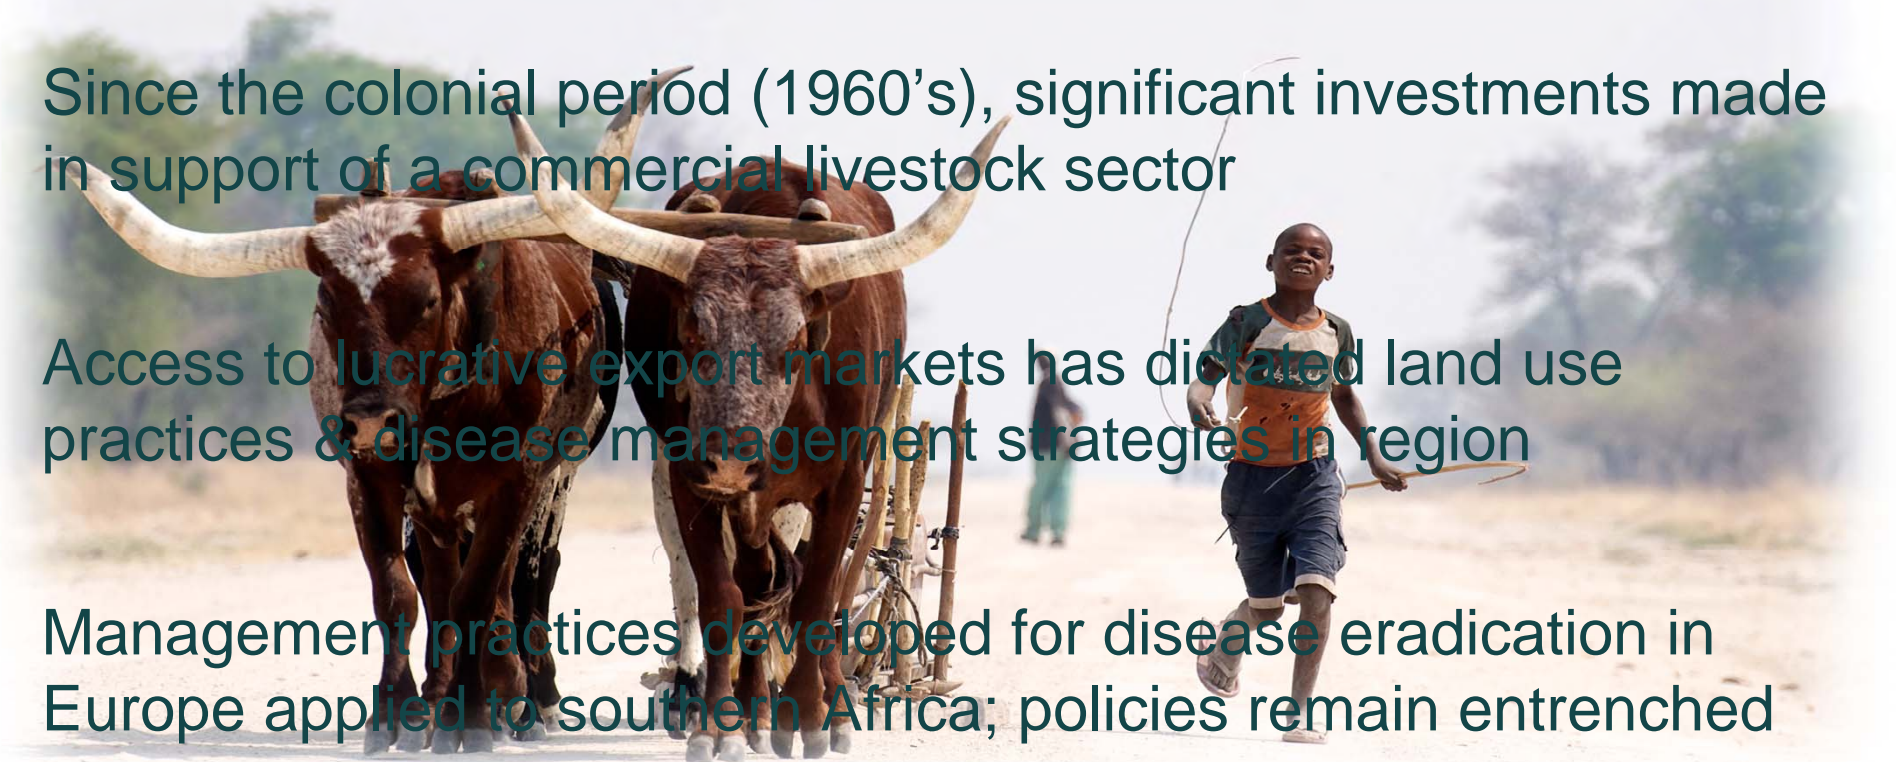 Since the colonial period (1960’s), significant investments made
in support of a commercial livestock sector
Access to lucrative export markets has dictated land use
practices & disease management strategies in region
Management practices developed for disease eradication in
Europe applied to southern Africa; policies remain entrenched